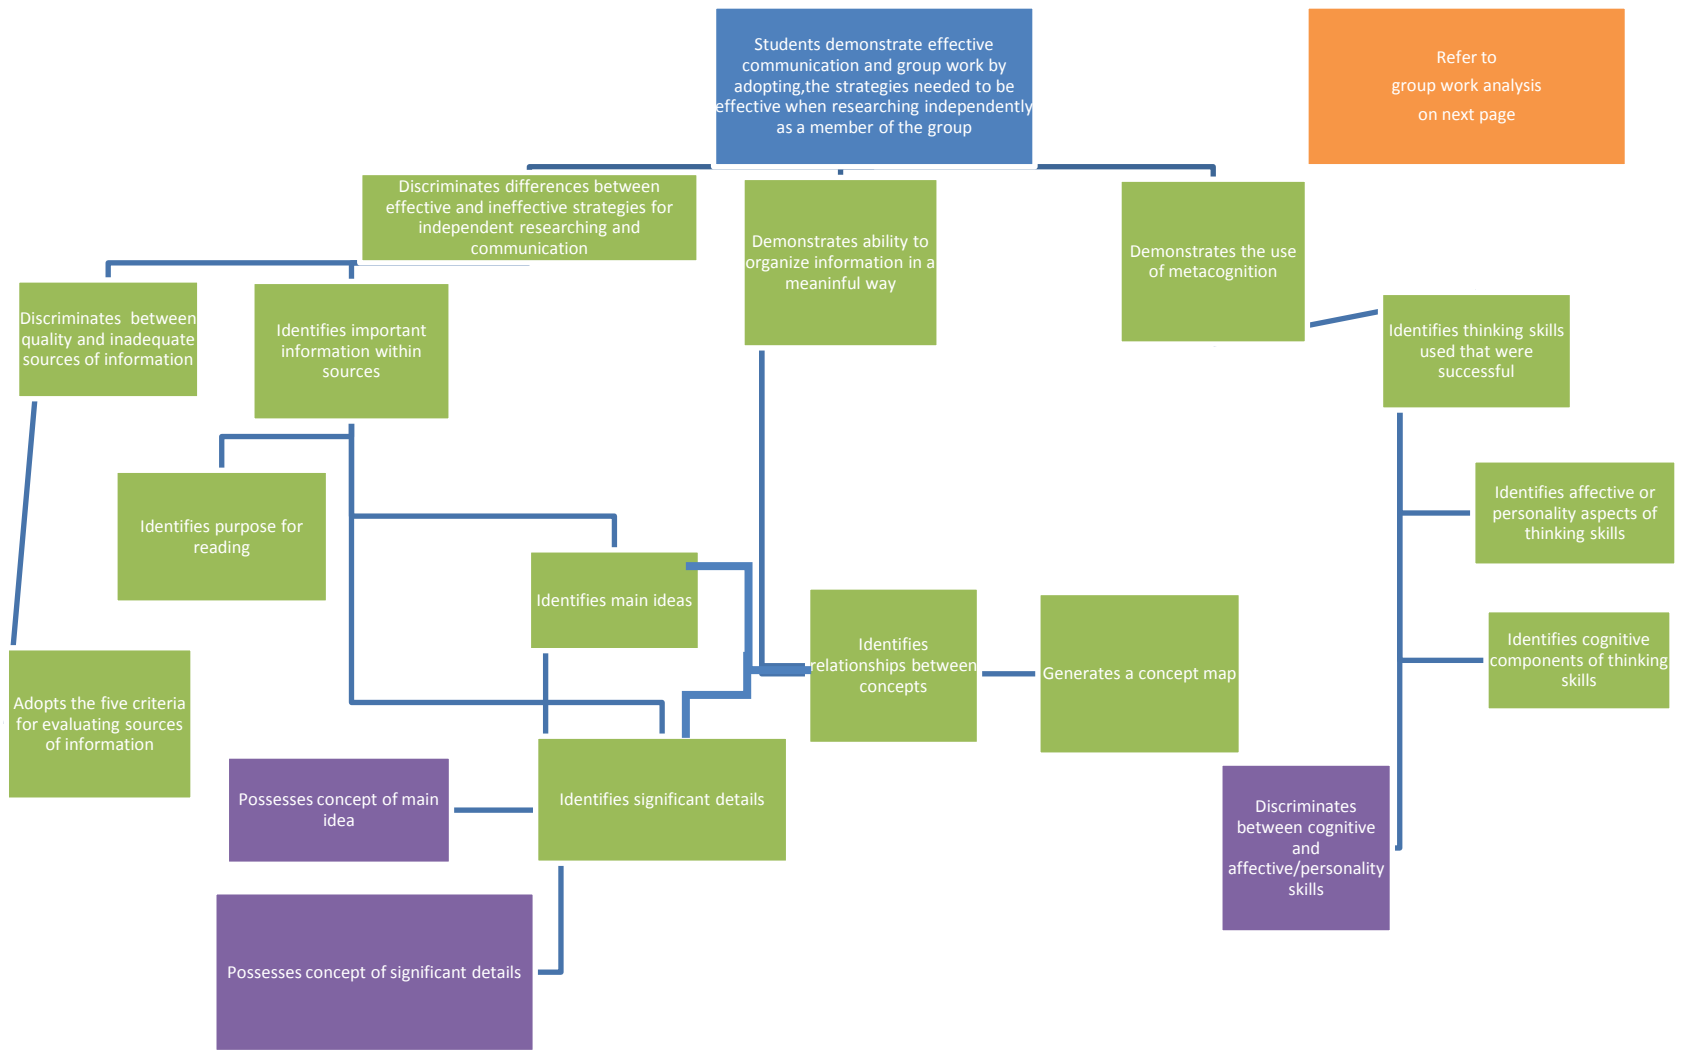 Students demonstrate effective
communication and group work by
adopting,the strategies needed to be
effective when researching independently
as a member of the group
Refer to
group work analysis
on next page
Discriminates differences between
effective and ineffective strategies for
independent researching and
communication
Demonstrates ability to
organize information in a
meaninful way
Demonstrates the use
of metacognition
Discriminates between
quality and inadequate
sources of information
Identifies important
information within
sources
Identifies thinking skills
used that were
successful
Identifies purpose for
reading
Identifies affective or
personality aspects of
thinking skills
Identifies main ideas
Identifies
relationships between
concepts
Generates a concept map
Identifies cognitive
components of thinking
skills
Adopts the five criteria
for evaluating sources
of information
Possesses concept of main
idea
Identifies significant details
Discriminates
between cognitive
and
affective/personality
skills
Possesses concept of significant details